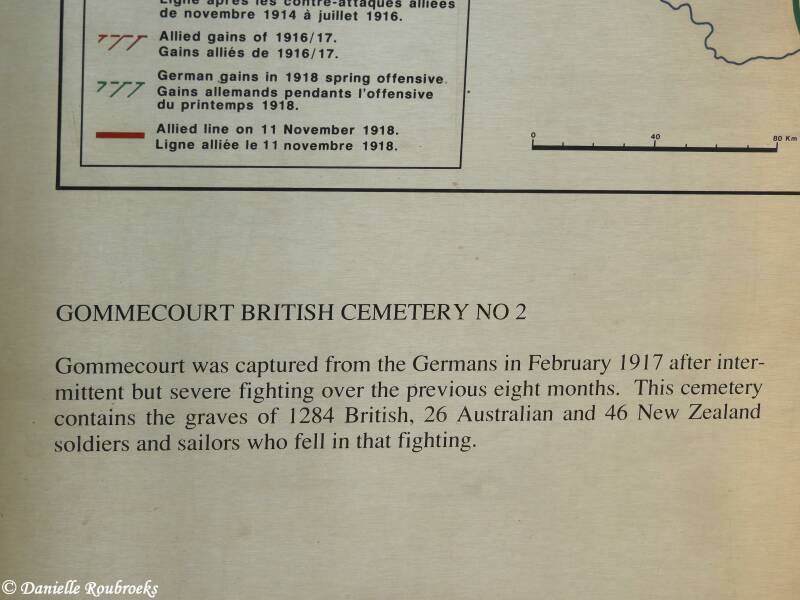 Ligne après les contre-attaques alliées
de novembre 1914 à juillet 1916.
Allied gains of 1916/17.
Gains alliés de 1916/17.
German gains in 1918 spring offensive.
Gains allemands pendants l'offensive
du printemps 1918.
Allied line on 11 November 1918.
Ligne alliée le 11 novembre 1918.
0 40 80 Km
GOMMECOURT BRITISH CEMETERY NO 2
Gommecourt was captured from the Germans in February 1917 after inter-
mittent but severe fighting over the previous eight months. This cemetery
contains the graves of 1284 British, 26 Australian and 46 New Zealand
soldiers and sailors who fell in that fighting.
© Danielle Roubroeks